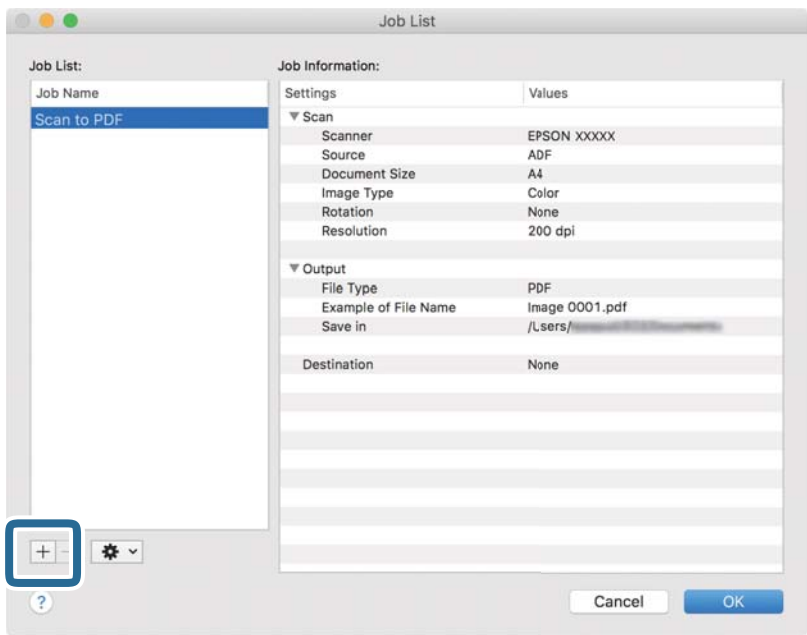 Job List
Job List:
Job Information:
Job Name
Settings Values
Scan to PDF
Scan
Scanner EPSON XXXXX
Source ADF
Document Size A4
Image Type Color
Rotation None
Resolution 200 dpi
Output
File Type PDF
Example of File Name Image 0001.pdf
Save in /Users/
Destination None
+ −
?
Cancel OK